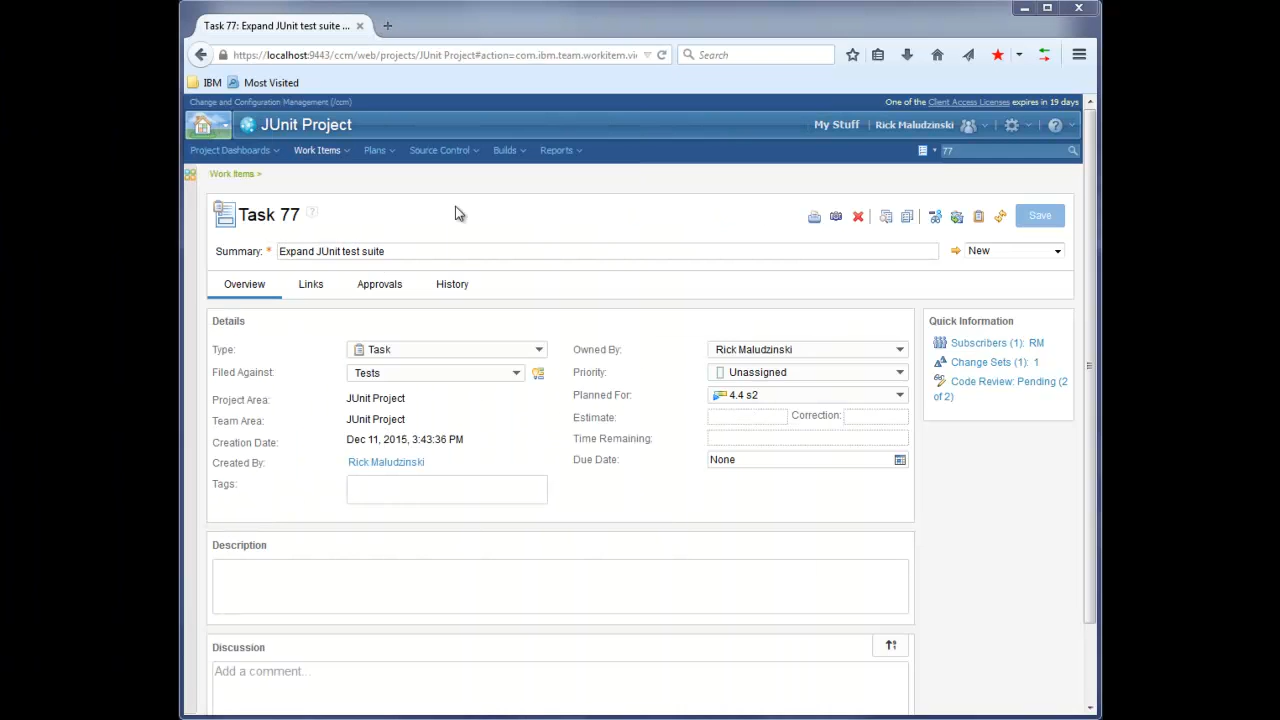 Task 77: Expand JUnit test suite ...
https://localhost:9443/ccm/web/projects/JUnit Project#action=com.ibm.team.workitem.vi
Search
IBM
Most Visited
Change and Configuration Management (/ccm)
One of the Client Access Licenses expires in 19 days
JUnit Project
My Stuff
Rick Maludzinski
Project Dashboards
Work Items
Plans
Source Control
Builds
Reports
77
Work Items >
Task 77
?
Save
Summary: *
Expand JUnit test suite
New
Overview
Links
Approvals
History
Details
Type:
Task
Filed Against:
Tests
Project Area:
JUnit Project
Team Area:
JUnit Project
Creation Date:
Dec 11, 2015, 3:43:36 PM
Created By:
Rick Maludzinski
Tags:
Owned By:
Rick Maludzinski
Priority:
Unassigned
Planned For:
4.4 s2
Estimate:
Correction:
Time Remaining:
Due Date:
None
Quick Information
Subscribers (1): RM
Change Sets (1): 1
Code Review: Pending (2
of 2)
Description
Discussion
Add a comment...